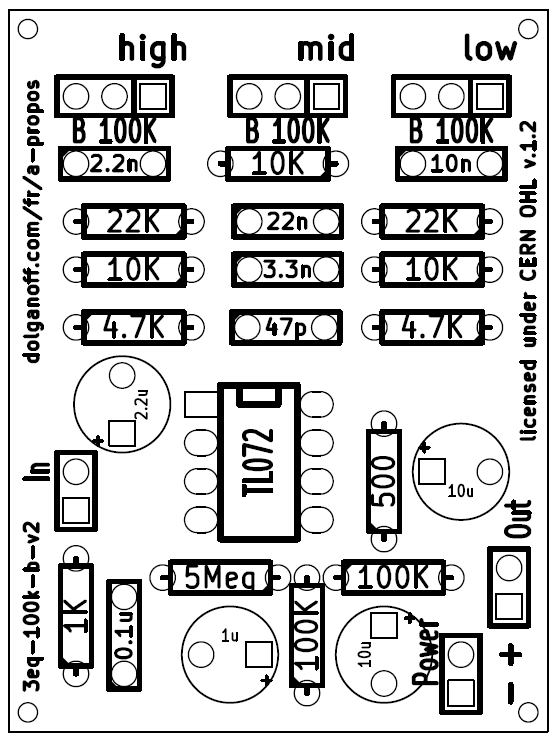 high mid low
B 100K B 100K B 100K
2.2n 10K 10n
22K 22n 22K
10K 3.3n 10K
4.7K 47p 4.7K
dolganoff.com/fr/a-propos
licensed under CERN OHL v.1.2
+ 2.2u
TL072
500
+ 10u
In
Out
5Meg 100K
3eq-100k-b-v2
1K
0.1u
1u +
100K
10u +
Power
+
-